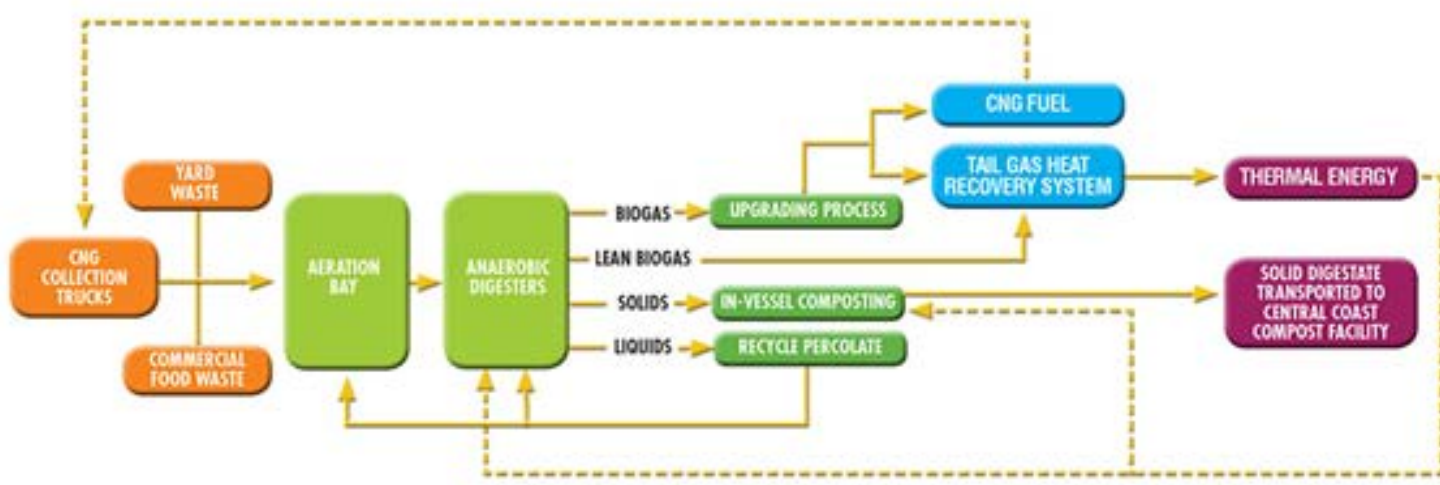 CNG FUEL
TAIL GAS HEAT
RECOVERY SYSTEM
THERMAL ENERGY
YARD
WASTE
BIOGAS
UPGRADING PROCESS
CNG
COLLECTION
TRUCKS
AERATION
BAY
ANAEROBIC
DIGESTERS
LEAN BIOGAS
SOLIDS
IN-VESSEL COMPOSTING
SOLID DIGESTATE
TRANSPORTED TO
CENTRAL COAST
COMPOST FACILITY
LIQUIDS
RECYCLE PERCOLATE
COMMERCIAL
FOOD WASTE